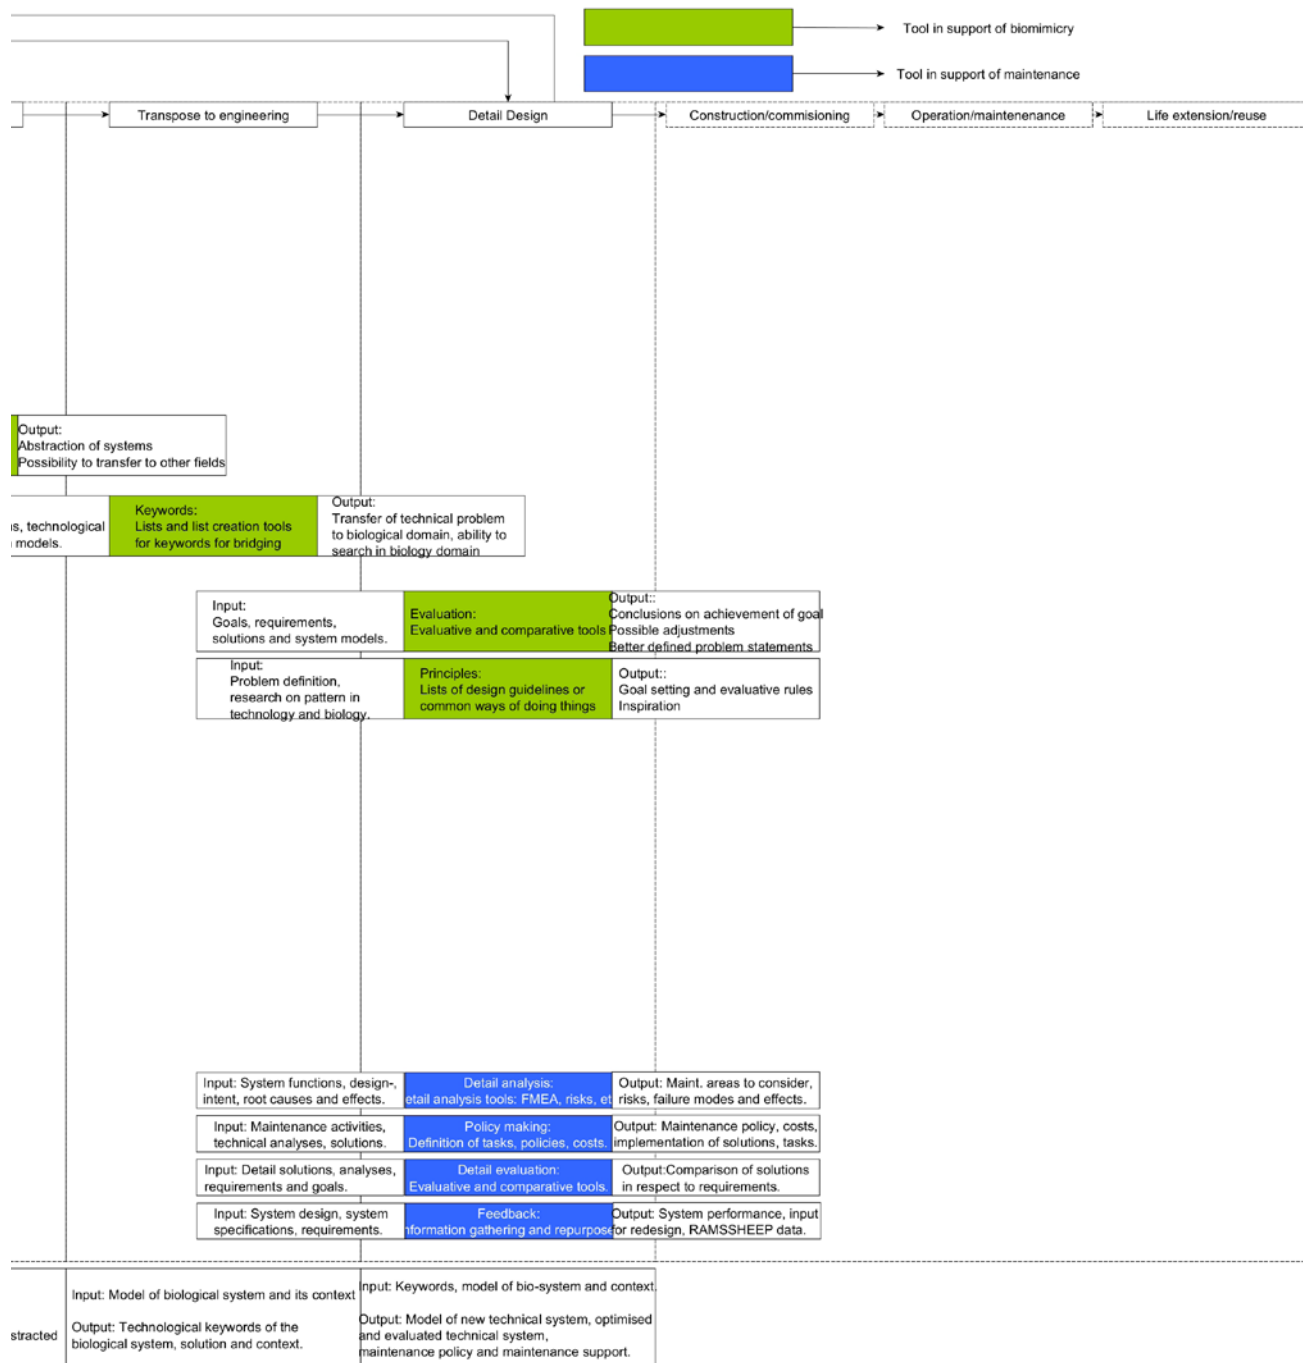 Tool in support of biomimicry
Tool in support of maintenance
Transpose to engineering
Detail Design
Construction/commisioning
Operation/maintenenance
Life extension/reuse
Output:
Abstraction of systems
Possibility to transfer to other fields
technological
models.
Keywords:
Lists and list creation tools
for keywords for bridging
Output:
Transfer of technical problem
to biological domain, ability to
search in biology domain
Input:
Goals, requirements,
solutions and system models.
Evaluation:
Evaluative and comparative tools
Output::
Conclusions on achievement of goal
Possible adjustments
Better defined problem statements
Input:
Problem definition,
research on pattern in
technology and biology.
Principles:
Lists of design guidelines or
common ways of doing things
Output::
Goal setting and evaluative rules
Inspiration
Input: System functions, design-,
intent, root causes and effects.
Detail analysis:
etail analysis tools: FMEA, risks, et
Output: Maint. areas to consider,
risks, failure modes and effects.
Input: Maintenance activities,
technical analyses, solutions.
Policy making:
Definition of tasks, policies, costs.
Output: Maintenance policy, costs,
implementation of solutions, tasks.
Input: Detail solutions, analyses,
requirements and goals.
Detail evaluation:
Evaluative and comparative tools.
Output:Comparison of solutions
in respect to requirements.
Input: System design, system
specifications, requirements.
Feedback:
nformation gathering and repurpose
Output: System performance, input
for redesign, RAMSSHEEP data.
stracted
Input: Model of biological system and its context
Output: Technological keywords of the
biological system, solution and context.
Input: Keywords, model of bio-system and context.
Output: Model of new technical system, optimised
and evaluated technical system,
maintenance policy and maintenance support.